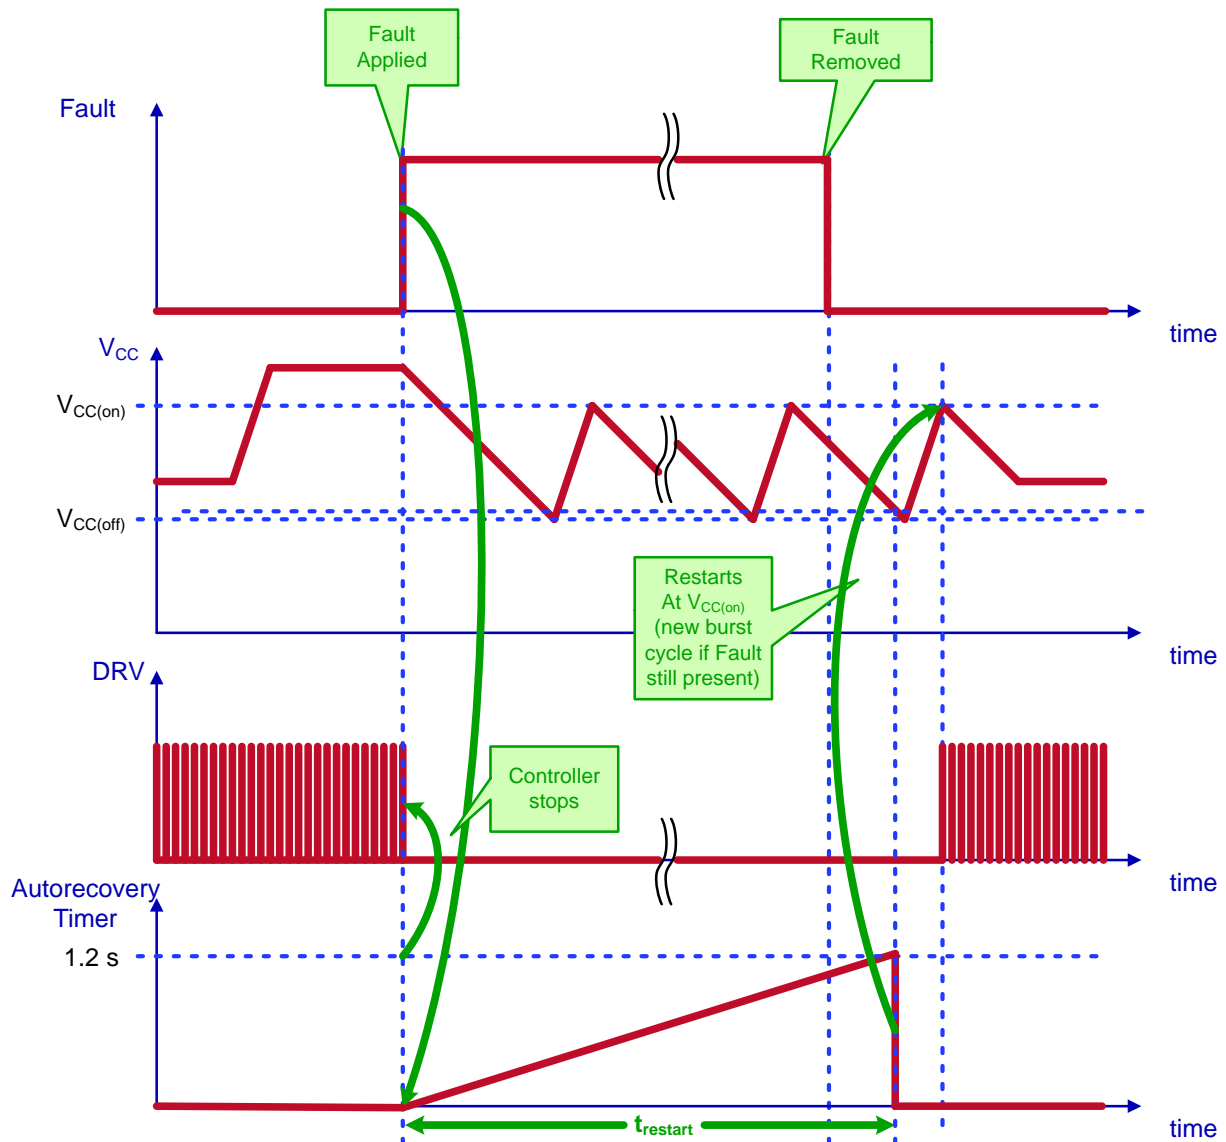 Fault
Applied
Fault
Removed
Fault
time
VCC
VCC(on)
VCC(off)
Restarts
At VCC(on)
(new burst
cycle if Fault
still present)
time
DRV
Controller
stops
time
Autorecovery
Timer
1.2 s
trestart
time